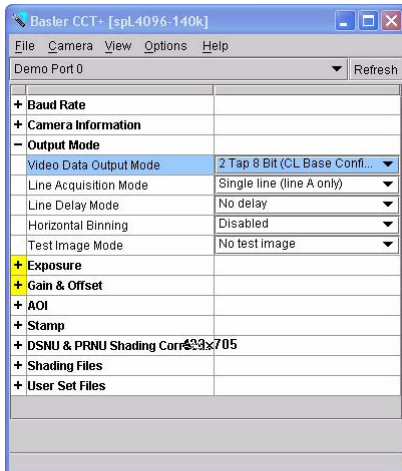 Basler CCT+ [spL4096-140k]
File Camera View Options Help
Demo Port 0 Refresh
+ Baud Rate
+ Camera Information
− Output Mode
Video Data Output Mode 2 Tap 8 Bit (CL Base Confi...
Line Acquisition Mode Single line (line A only)
Line Delay Mode No delay
Horizontal Binning Disabled
Test Image Mode No test image
+ Exposure
+ Gain & Offset
+ AOI
+ Stamp
+ DSNU & PRNU Shading x705
+ Shading Files
+ User Set Files